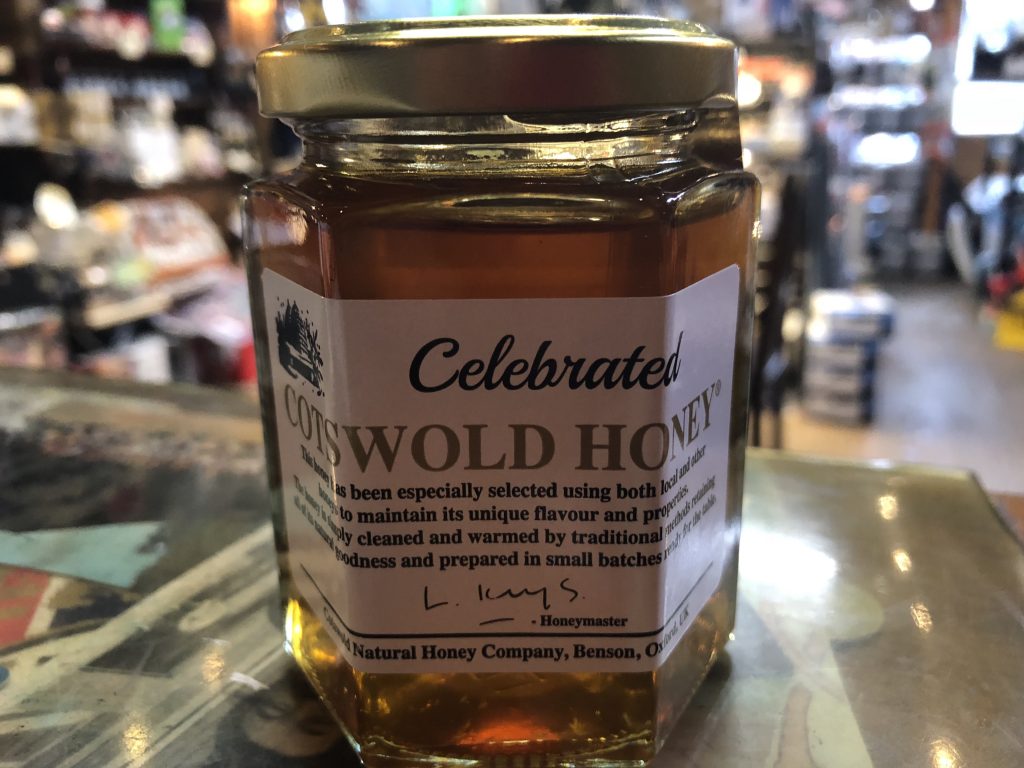 Celebrated
COTSWOLD HONEY®
This honey has been especially selected using both local and other
honeys to maintain its unique flavour and properties.
The honey is simply cleaned and warmed by traditional methods retaining
all of its natural goodness and prepared in small batches ready for the table.
L. Keys.
- Honeymaster
Cotswold Natural Honey Company, Benson, Oxford, UK